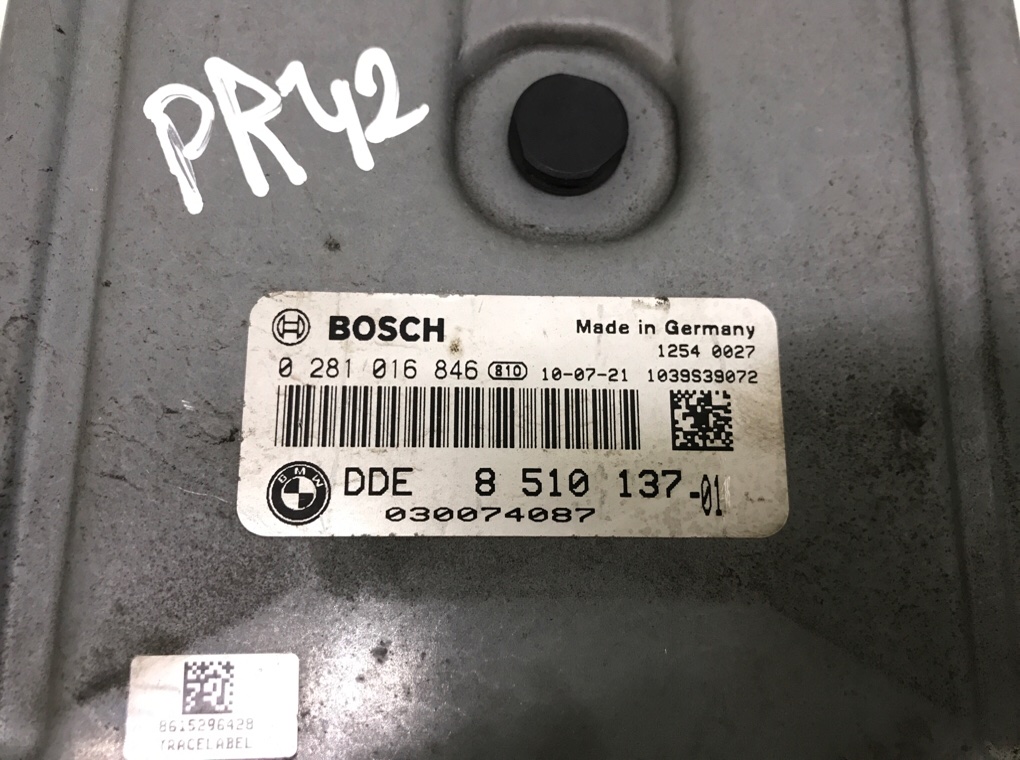 PR42
BOSCH Made in Germany
1254 0027
0 281 016 846 810 10-07-21 1039S39072
BMW DDE 8 510 137-01
030074087
8615296428
TRACELABEL